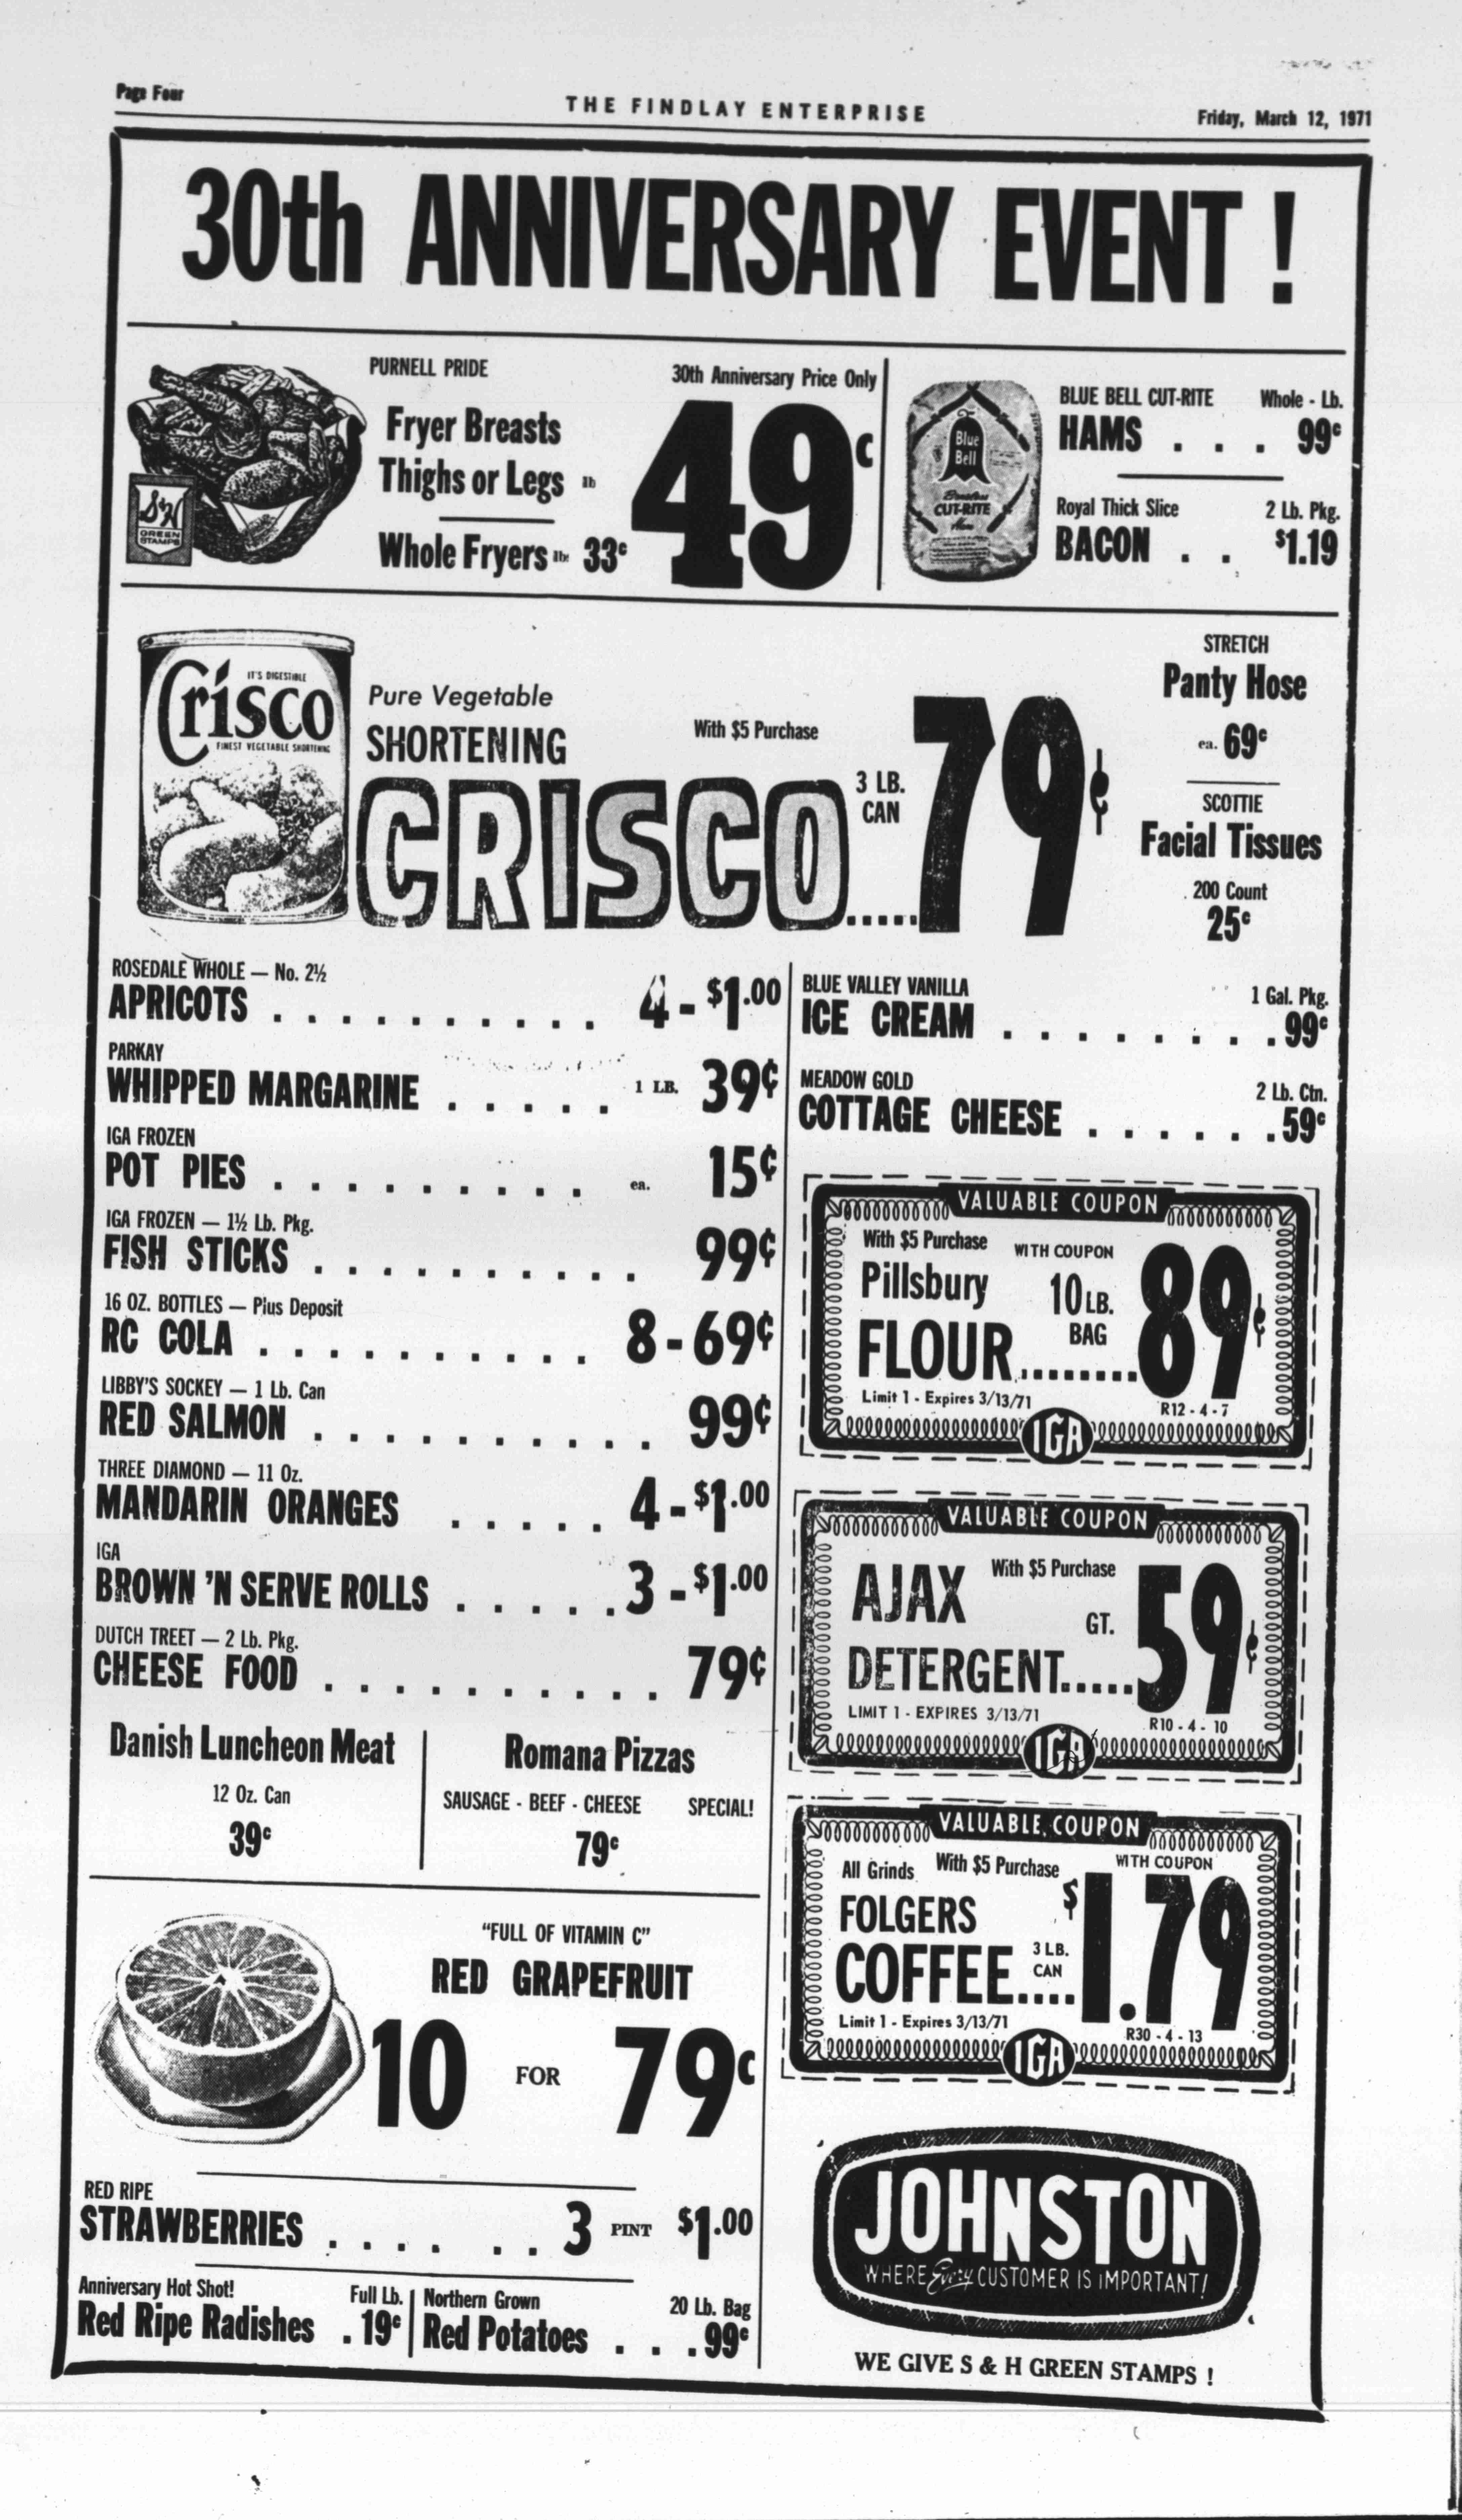 Page Four
THE FINDLAY ENTERPRISE
Friday, March 12, 1971
30th ANNIVERSARY EVENT !
PURNELL PRIDE
Fryer Breasts
Thighs or Legs lb
Whole Fryers lb. 33¢
30th Anniversary Price Only
49¢
S&H
GREEN
STAMPS
Blue
Bell
Boneless
CUT-RITE
Ham
BLUE BELL CUT-RITE Whole - Lb.
HAMS . . . 99¢
Royal Thick Slice 2 Lb. Pkg.
BACON . . $1.19
IT'S DIGESTIBLE
Crisco
FINEST VEGETABLE SHORTENING
Pure Vegetable
SHORTENING
With $5 Purchase
CRISCO.....
3 LB.
CAN
79¢
STRETCH
Panty Hose
ea. 69¢
SCOTTIE
Facial Tissues
200 Count
25¢
ROSEDALE WHOLE — No. 2½
APRICOTS . . . . . . . . . . 4 - $1.00
PARKAY
WHIPPED MARGARINE . . . . . 1 LB. 39¢
IGA FROZEN
POT PIES . . . . . . . . . ea. 15¢
IGA FROZEN — 1½ Lb. Pkg.
FISH STICKS . . . . . . . . . . 99¢
16 OZ. BOTTLES — Plus Deposit
RC COLA . . . . . . . . . . 8 - 69¢
LIBBY'S SOCKEY — 1 Lb. Can
RED SALMON . . . . . . . . . . 99¢
THREE DIAMOND — 11 Oz.
MANDARIN ORANGES . . . . . 4 - $1.00
IGA
BROWN 'N SERVE ROLLS . . . . . 3 - $1.00
DUTCH TREET — 2 Lb. Pkg.
CHEESE FOOD . . . . . . . . . . 79¢
Danish Luncheon Meat
12 Oz. Can
39¢
Romana Pizzas
SAUSAGE - BEEF - CHEESE SPECIAL!
79¢
"FULL OF VITAMIN C"
RED GRAPEFRUIT
10 FOR 79¢
RED RIPE
STRAWBERRIES . . . . . . . 3 PINT $1.00
Anniversary Hot Shot! Full Lb.
Red Ripe Radishes . 19¢
Northern Grown 20 Lb. Bag
Red Potatoes . . . 99¢
BLUE VALLEY VANILLA 1 Gal. Pkg.
ICE CREAM . . . . . . . . 99¢
MEADOW GOLD 2 Lb. Ctn.
COTTAGE CHEESE . . . . . . 59¢
VALUABLE COUPON
With $5 Purchase WITH COUPON
Pillsbury 10 LB.
BAG
FLOUR......... 89¢
Limit 1 - Expires 3/13/71 R12 - 4 - 7
IGA
VALUABLE COUPON
AJAX With $5 Purchase
GT.
DETERGENT..... 59¢
LIMIT 1 - EXPIRES 3/13/71 R10 - 4 - 10
IGA
VALUABLE COUPON
All Grinds With $5 Purchase WITH COUPON
FOLGERS
COFFEE.... 3 LB.
CAN
$1.79
Limit 1 - Expires 3/13/71 R30 - 4 - 13
IGA
JOHNSTON
WHERE Every CUSTOMER IS IMPORTANT!
WE GIVE S & H GREEN STAMPS !